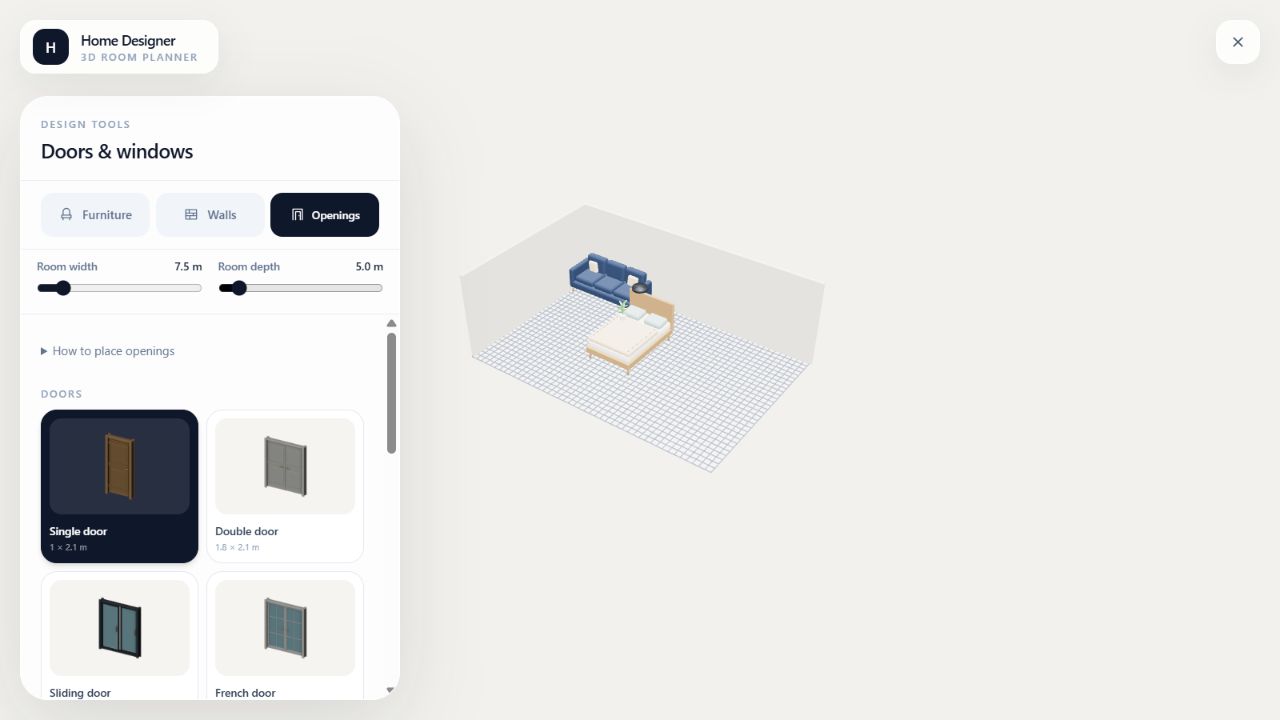 H
Home Designer
3D ROOM PLANNER
DESIGN TOOLS
Doors & windows
Furniture
Walls
Openings
Room width 7.5 m
Room depth 5.0 m
How to place openings
DOORS
Single door
1 × 2.1 m
Double door
1.8 × 2.1 m
Sliding door
French door